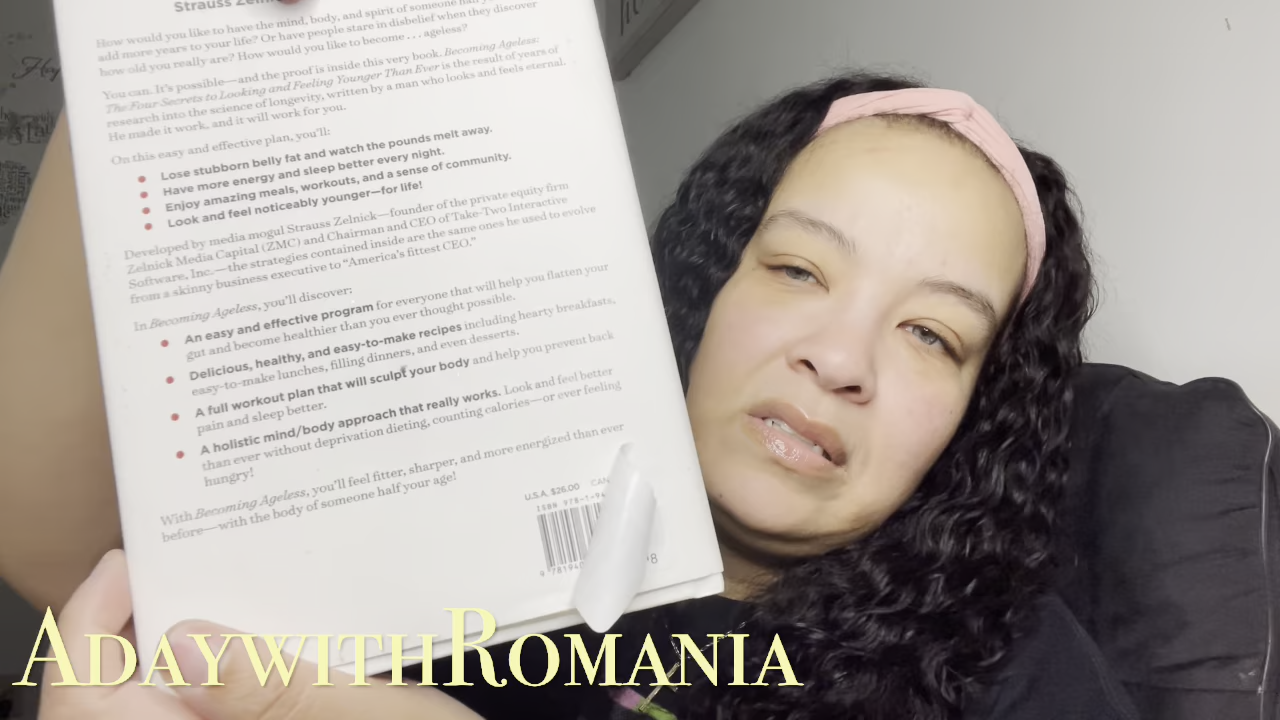 Strauss Zelni
How would you like to have the mind, body, and spirit of someone half
add more years to your life? Or have people stare in disbelief when they discover
how old you really are? How would you like to become . . . ageless?
You can. It's possible—and the proof is inside this very book. Becoming Ageless:
The Four Secrets to Looking and Feeling Younger Than Ever is the result of years of
research into the science of longevity, written by a man who looks and feels eternal.
He made it work, and it will work for you.
On this easy and effective plan, you'll:
Lose stubborn belly fat and watch the pounds melt away.
Have more energy and sleep better every night.
Enjoy amazing meals, workouts, and a sense of community.
Look and feel noticeably younger—for life!
Developed by media mogul Strauss Zelnick—founder of the private equity firm
Zelnick Media Capital (ZMC) and Chairman and CEO of Take-Two Interactive
Software, Inc.—the strategies contained inside are the same ones he used to evolve
from a skinny business executive to "America's fittest CEO."
In Becoming Ageless, you'll discover:
An easy and effective program for everyone that will help you flatten your
gut and become healthier than you ever thought possible.
Delicious, healthy, and easy-to-make recipes including hearty breakfasts,
easy-to-make lunches, filling dinners, and even desserts.
A full workout plan that will sculpt your body and help you prevent back
pain and sleep better.
A holistic mind/body approach that really works. Look and feel better
than ever without deprivation dieting, counting calories—or ever feeling
hungry!
With Becoming Ageless, you'll feel fitter, sharper, and more energized than ever
before—with the body of someone half your age!
U.S.A. $26.00 CAN
ISBN 978-1-94
9 78194
AdaywithRomania